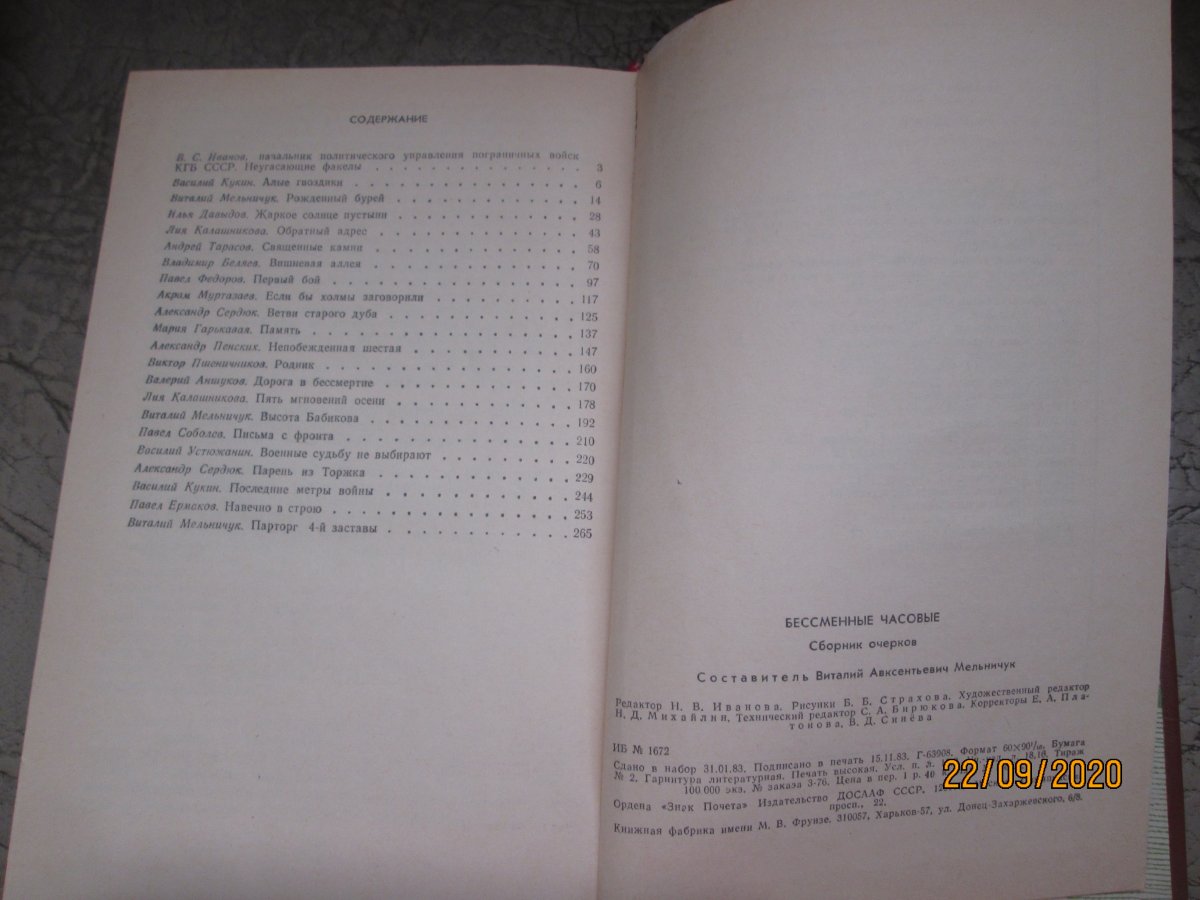 СОДЕРЖАНИЕ
В. С. Иванов, начальник политического управления пограничных войск
КГБ СССР. Неугасающие факелы . . . . . . . . . . . . . . 3
Василий Кукин. Алые гвоздики . . . . . . . . . . . . . . 6
Виталий Мельничук. Рожденный бурей . . . . . . . . . . . . 14
Илья Давыдов. Жаркое солнце пустыни . . . . . . . . . . . . 28
Лия Калашникова. Обратный адрес . . . . . . . . . . . . . 43
Андрей Тарасов. Священные камни . . . . . . . . . . . . . 58
Владимир Беляев. Вишневая аллея . . . . . . . . . . . . . 70
Павел Федоров. Первый бой . . . . . . . . . . . . . . . 97
Акрам Муртазаев. Если бы холмы заговорили . . . . . . . . . . 117
Александр Сердюк. Ветви старого дуба . . . . . . . . . . . . 125
Мария Гарькавая. Память . . . . . . . . . . . . . . . . 137
Александр Пенских. Непобежденная шестая . . . . . . . . . . . 147
Виктор Пшеничников. Родник . . . . . . . . . . . . . . . 160
Валерий Аншуков. Дорога в бессмертие . . . . . . . . . . . . 170
Лия Калашникова. Пять мгновений осени . . . . . . . . . . . . 178
Виталий Мельничук. Высота Бабикова . . . . . . . . . . . . . 192
Павел Соболев. Письма с фронта . . . . . . . . . . . . . . 210
Василий Устюжанин. Военные судьбу не выбирают . . . . . . . . . 220
Александр Сердюк. Парень из Торжка . . . . . . . . . . . . . 229
Василий Кукин. Последние метры войны . . . . . . . . . . . . 244
Павел Ермаков. Навечно в строю . . . . . . . . . . . . . . 253
Виталий Мельничук. Парторг 4-й заставы . . . . . . . . . . . . 265
БЕССМЕННЫЕ ЧАСОВЫЕ
Сборник очерков
Составитель Виталий Авксентьевич Мельничук
Редактор Н. В. Иванова. Рисунки Б. Б. Страхова. Художественный редактор
Н. Д. Михайлин, Технический редактор С. А. Бирюкова. Корректоры Е. А. Пла-
тонова, В. Д. Синёва
ИБ № 1672
Сдано в набор 31.01.83. Подписано в печать 15.11.83. Г-63908. Формат 60×90¹/₁₆. Бумага
№ 2. Гарнитура литературная. Печать высокая. Усл. п. л. 18,18. Тираж
100 000 экз. № заказа 3-76. Цена в пер. 1 р. 40
Ордена «Знак Почета» Издательство ДОСААФ СССР.
просп., 22.
Книжная фабрика имени М. В. Фрунзе. 310057, Харьков-57, ул. Донец-Захаржевского, 6/8.
22/09/2020